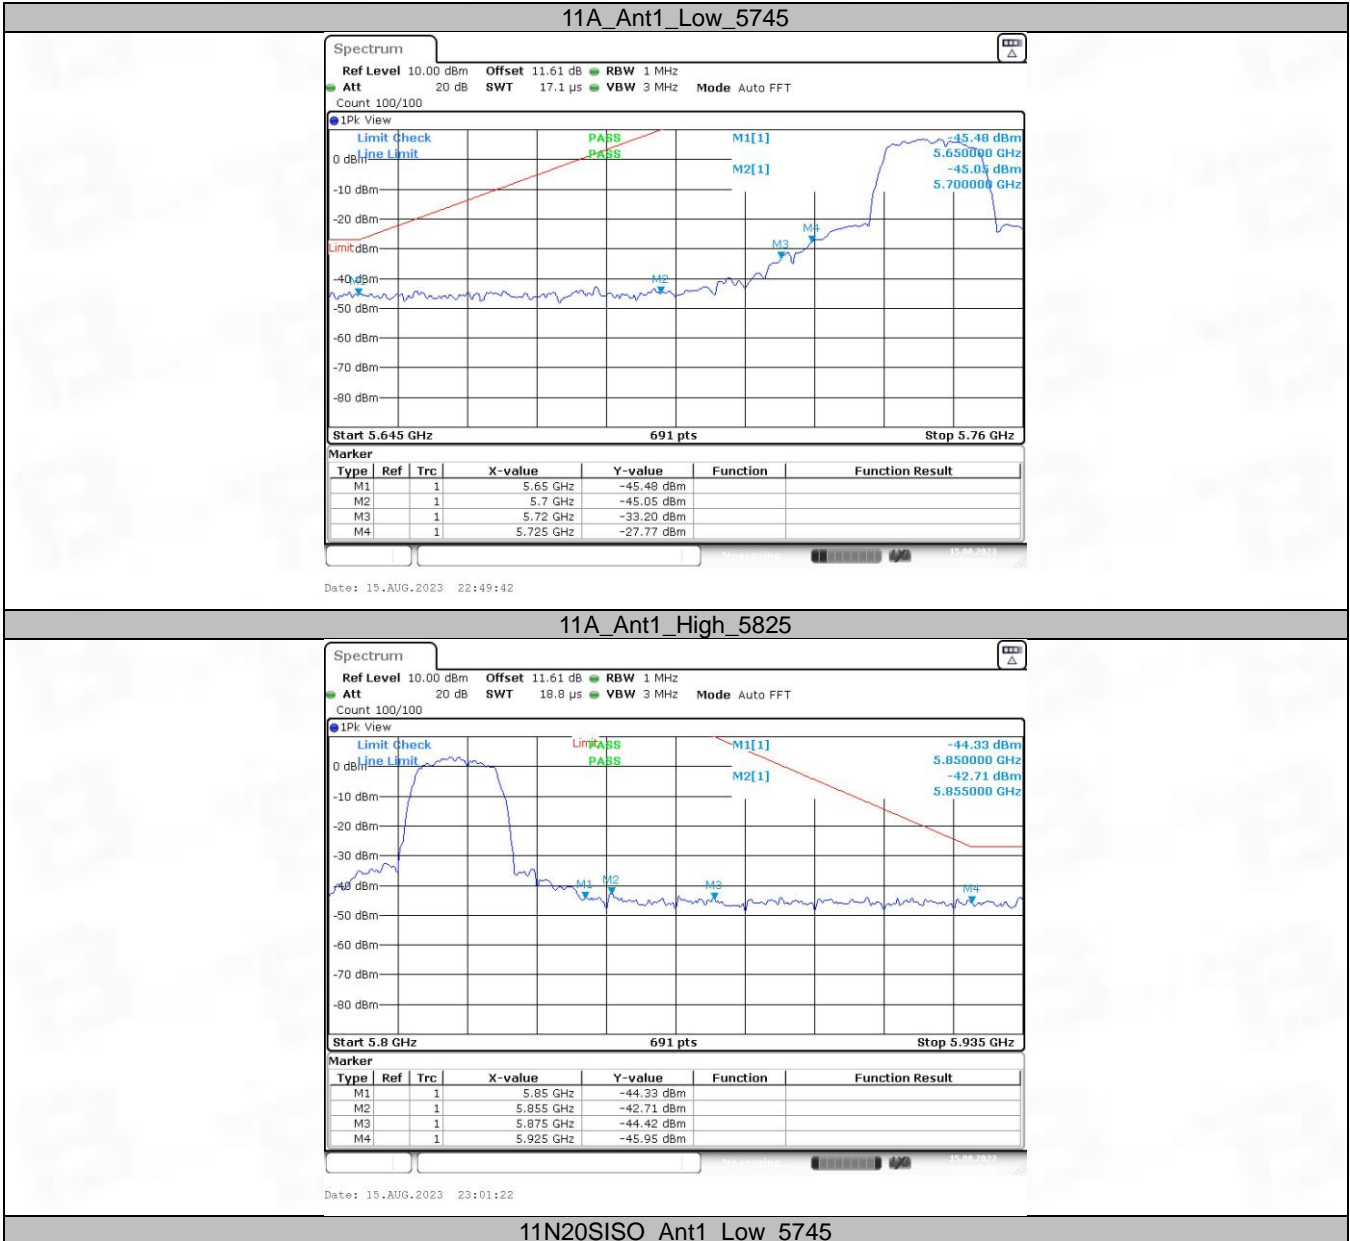 11A_Ant1_Low_5745
Spectrum
Ref Level 10.00 dBm Offset 11.61 dB RBW 1 MHz
Att 20 dB SWT 17.1 µs VBW 3 MHz Mode Auto FFT
Count 100/100
1Pk View
Limit Check PASS M1[1] -45.48 dBm
Line Limit PASS 5.650000 GHz
0 dBm
M2[1] -45.05 dBm
5.700000 GHz
-10 dBm
-20 dBm
M4
M3
Limit dBm
M2
-40 dBm
-50 dBm
-60 dBm
-70 dBm
-80 dBm
Start 5.645 GHz 691 pts Stop 5.76 GHz
Marker
Type Ref Trc X-value Y-value Function Function Result
M1 1 5.65 GHz -45.48 dBm
M2 1 5.7 GHz -45.05 dBm
M3 1 5.72 GHz -33.20 dBm
M4 1 5.725 GHz -27.77 dBm
Date: 15.AUG.2023 22:49:42
11A_Ant1_High_5825
Spectrum
Ref Level 10.00 dBm Offset 11.61 dB RBW 1 MHz
Att 20 dB SWT 18.8 µs VBW 3 MHz Mode Auto FFT
Count 100/100
1Pk View
Limit Check Limit PASS M1[1] -44.33 dBm
Line Limit PASS 5.850000 GHz
0 dBm
M2[1] -42.71 dBm
5.855000 GHz
-10 dBm
-20 dBm
-30 dBm
-40 dBm M1 M2 M3 M4
-50 dBm
-60 dBm
-70 dBm
-80 dBm
Start 5.8 GHz 691 pts Stop 5.935 GHz
Marker
Type Ref Trc X-value Y-value Function Function Result
M1 1 5.85 GHz -44.33 dBm
M2 1 5.855 GHz -42.71 dBm
M3 1 5.875 GHz -44.42 dBm
M4 1 5.925 GHz -45.95 dBm
Date: 15.AUG.2023 23:01:22
11N20SISO_Ant1_Low_5745